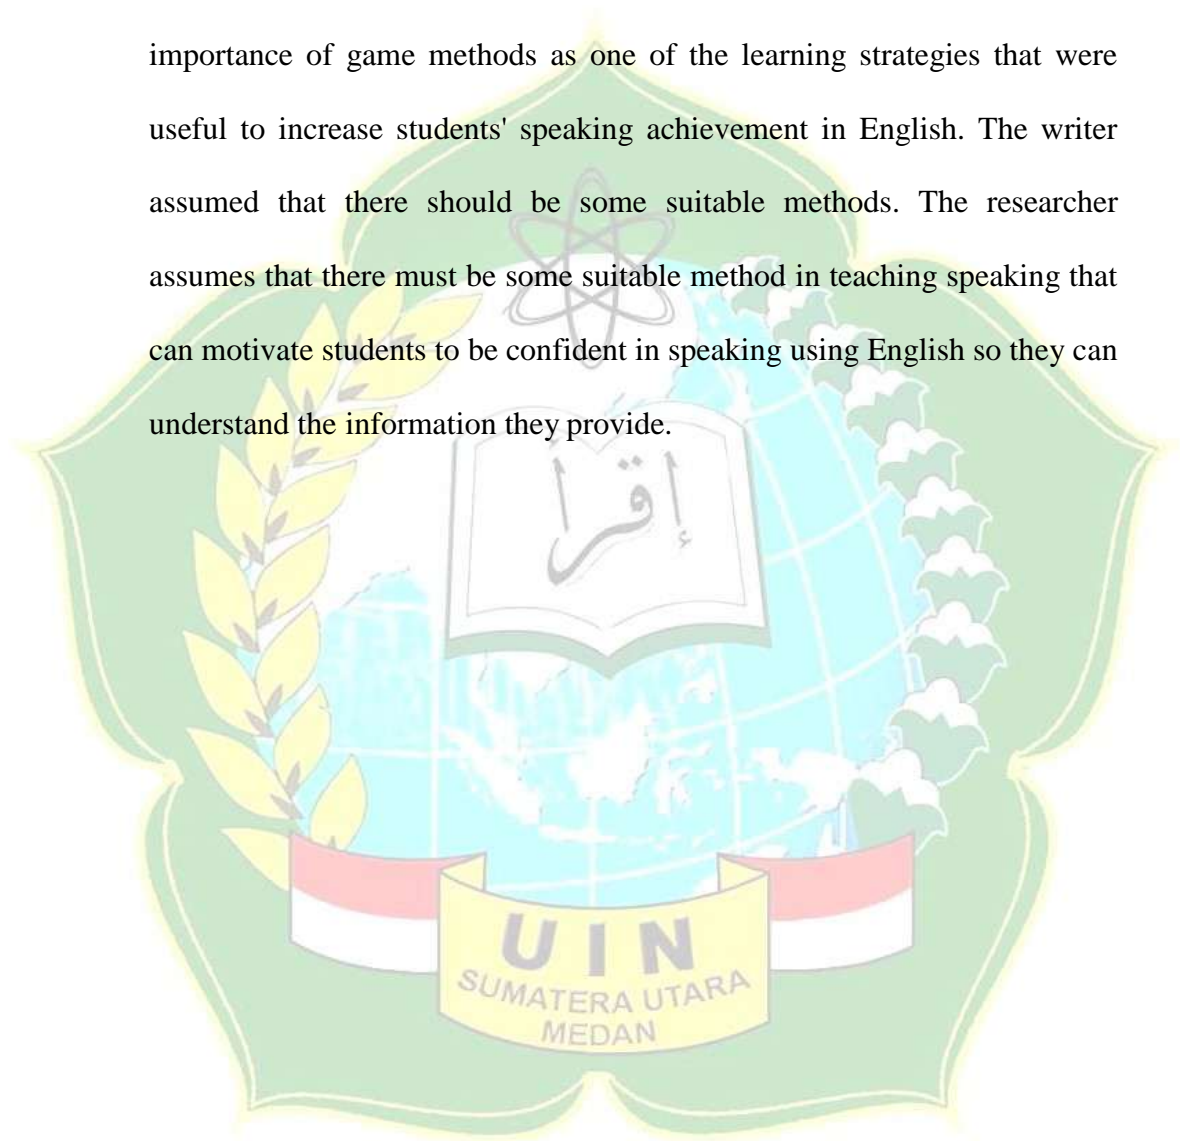 importance of game methods as one of the learning strategies that were
useful to increase students' speaking achievement in English. The writer
assumed that there should be some suitable methods. The researcher
assumes that there must be some suitable method in teaching speaking that
can motivate students to be confident in speaking using English so they can
understand the information they provide.
إقرأ
UIN
SUMATERA UTARA
MEDAN